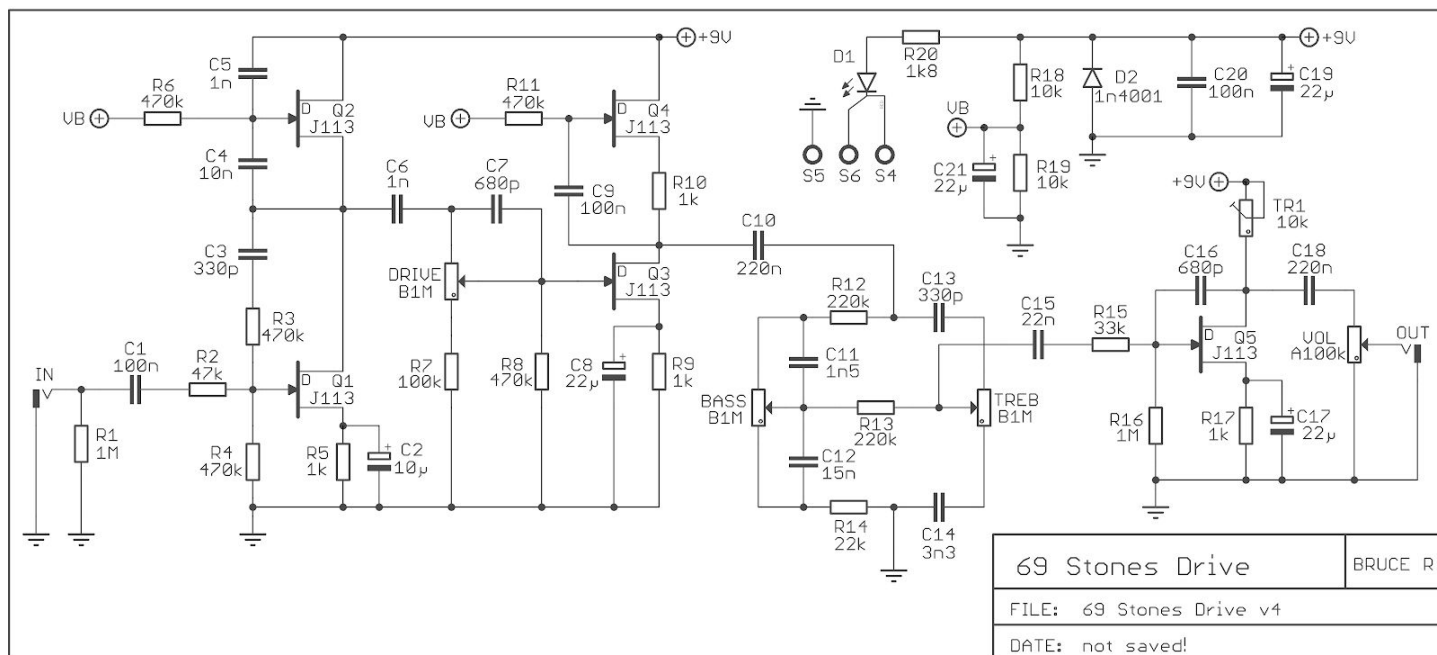 +9V
C5
1n
R6
470k
VB
D
Q2
J113
C4
10n
C3
330p
R3
470k
IN
C1
100n
R2
47k
D
Q1
J113
R1
1M
R4
470k
R5
1k
C2
10µ
+
R11
470k
VB
D
Q4
J113
C6
1n
C7
680p
C9
100n
R10
1k
DRIVE
B1M
D
Q3
J113
R7
100k
R8
470k
C8
22µ
+
R9
1k
C10
220n
D1
R20
1k8
S5
S6
S4
+9V
R18
10k
D2
1n4001
C20
100n
C19
22µ
+
VB
C21
22µ
+
R19
10k
R12
220k
C13
330p
C11
1n5
BASS
B1M
R13
220k
TREB
B1M
C12
15n
R14
22k
C14
3n3
C15
22n
R15
33k
+9V
TR1
10k
C16
680p
C18
220n
D
Q5
J113
VOL
A100k
OUT
R16
1M
R17
1k
C17
22µ
+
69 Stones Drive
BRUCE R
FILE: 69 Stones Drive v4
DATE: not saved!